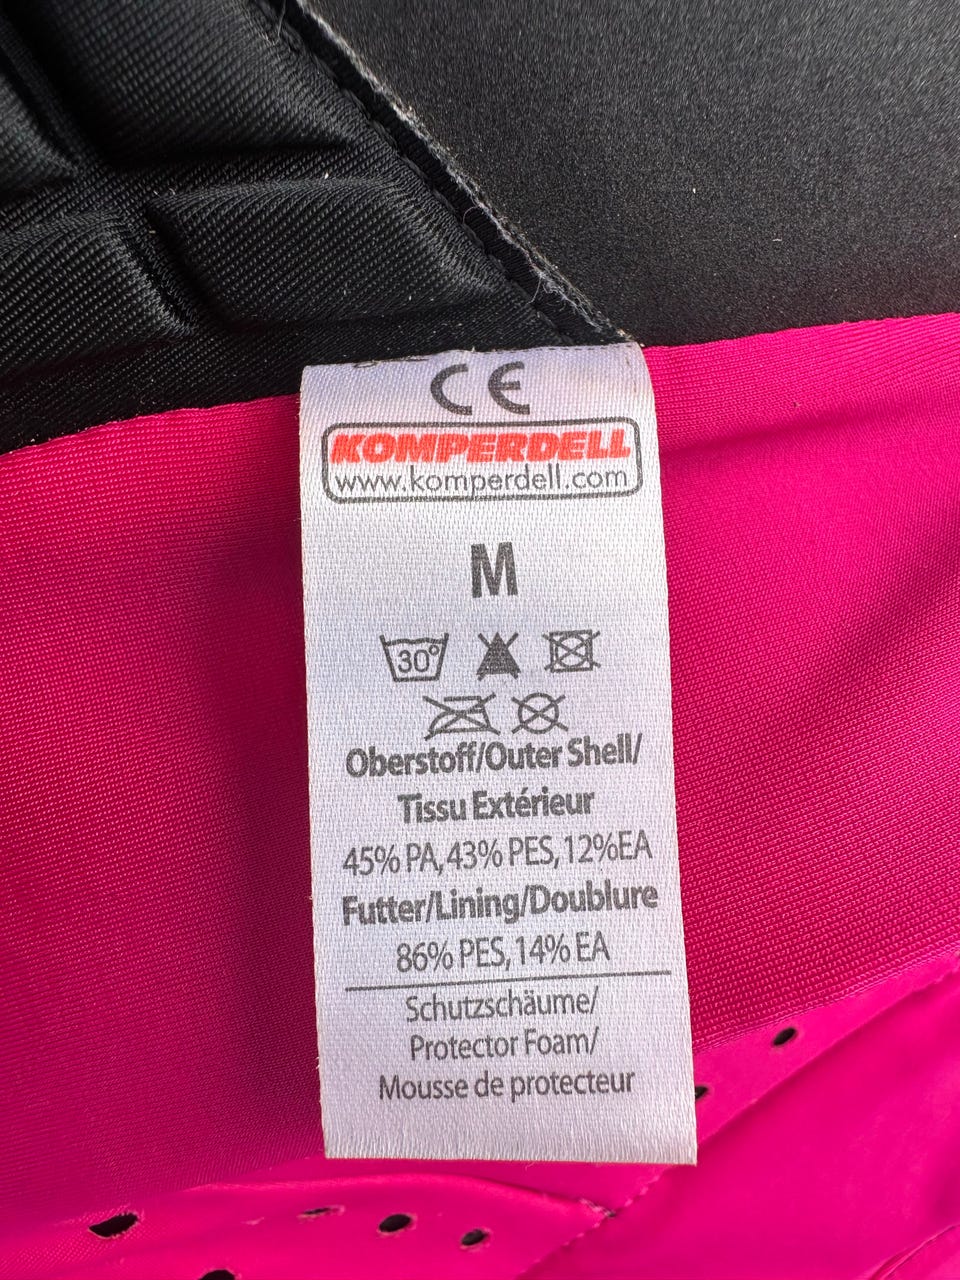 CE
KOMPERDELL
www.komperdell.com
M
30°
Oberstoff/Outer Shell/
Tissu Extérieur
45% PA, 43% PES, 12%EA
Futter/Lining/Doublure
86% PES, 14% EA
Schutzschäume/
Protector Foam/
Mousse de protecteur